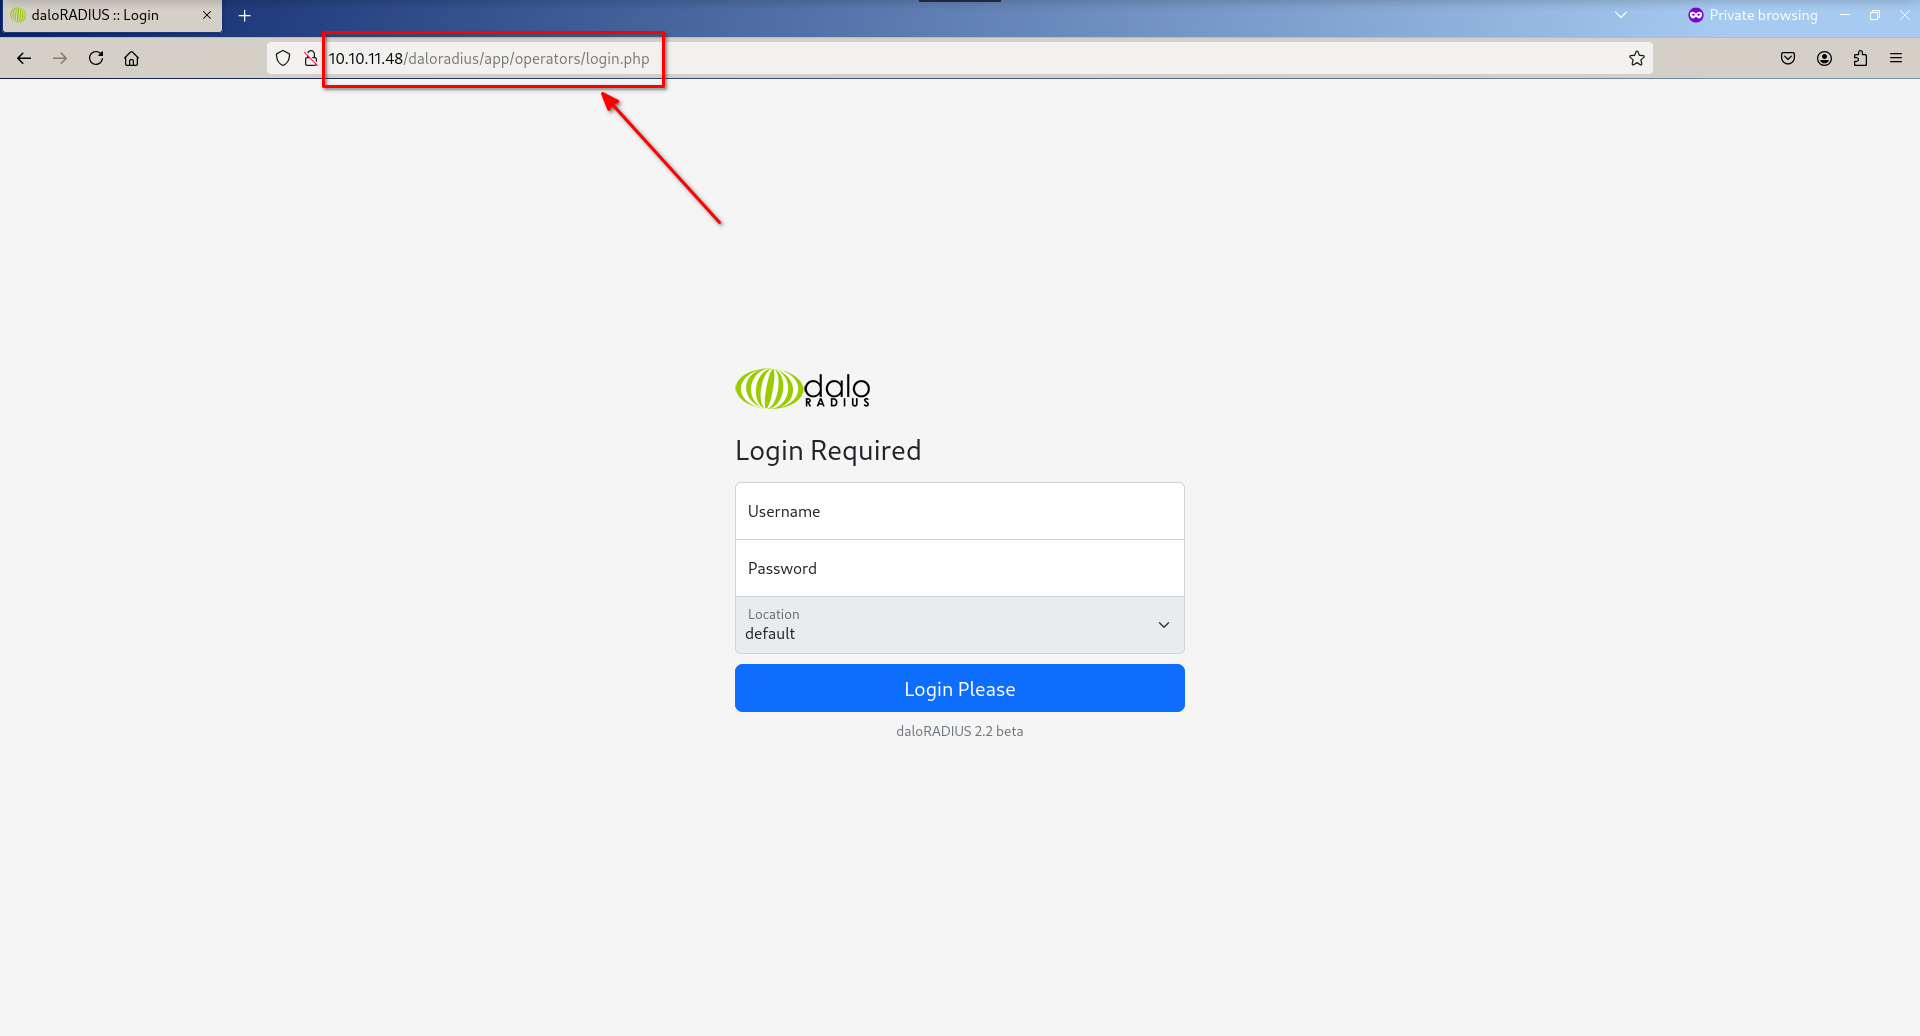 daloRADIUS :: Login
Private browsing
10.10.11.48/daloradius/app/operators/login.php
dalo
RADIUS
Login Required
Username
Password
Location
default
Login Please
daloRADIUS 2.2 beta